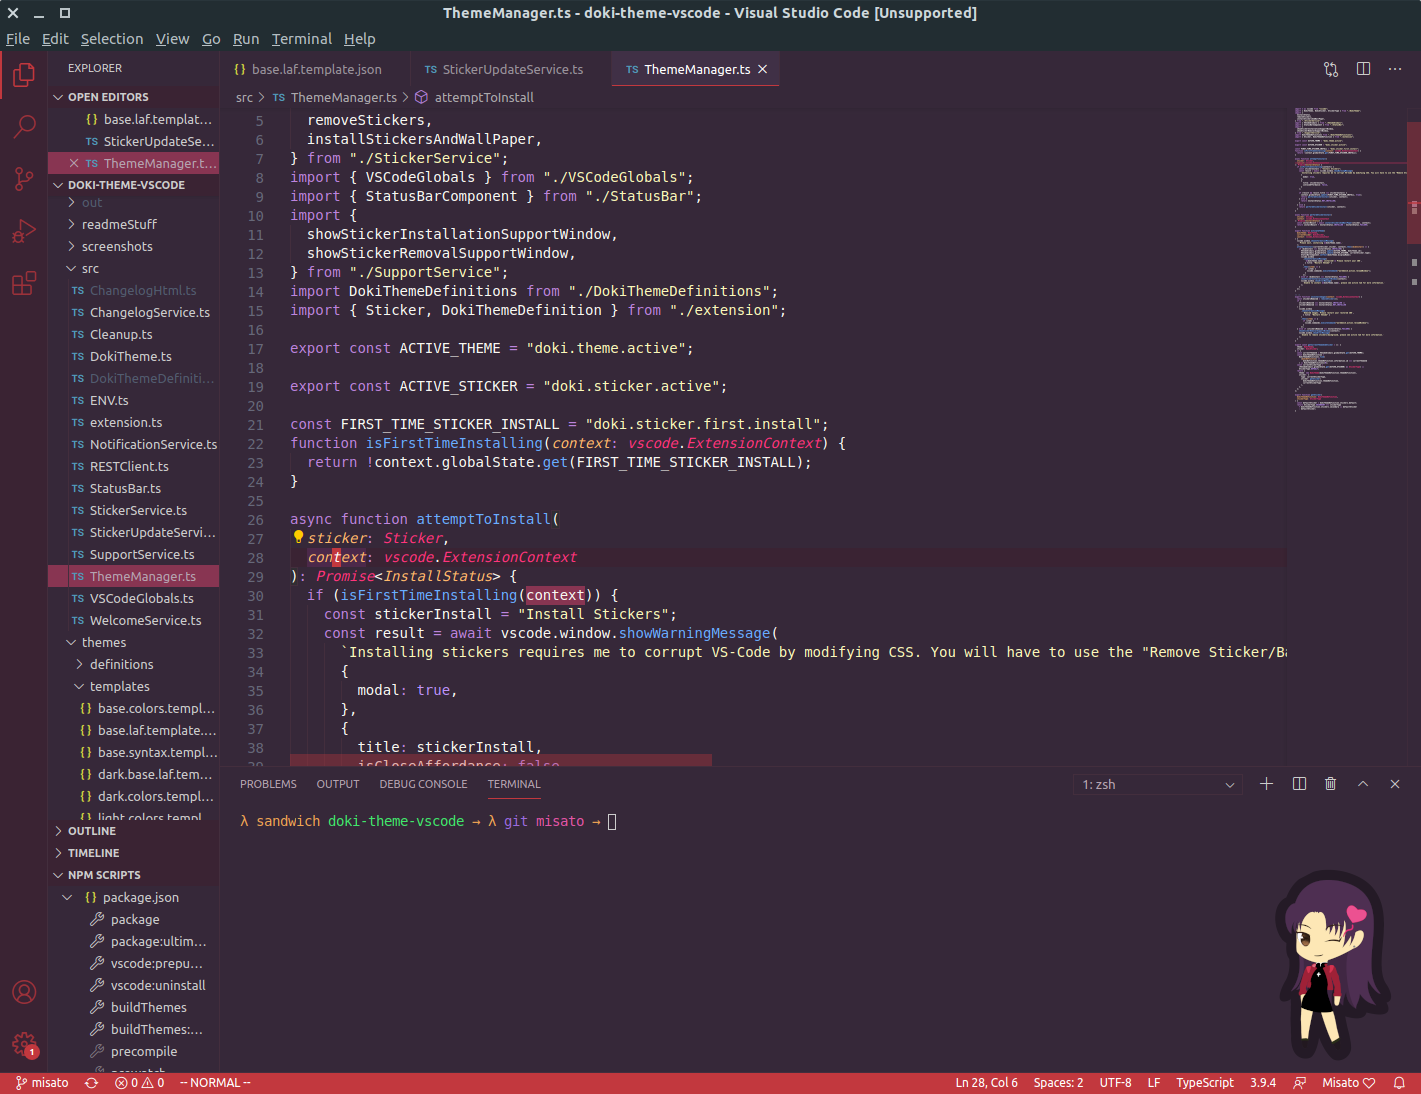 ThemeManager.ts - doki-theme-vscode - Visual Studio Code [Unsupported]
File Edit Selection View Go Run Terminal Help
EXPLORER
OPEN EDITORS
{} base.laf.templat...
TS StickerUpdateSe...
TS ThemeManager.t...
DOKI-THEME-VSCODE
out
readmeStuff
screenshots
src
TS ChangelogHtml.ts
TS ChangelogService.ts
TS Cleanup.ts
TS DokiTheme.ts
TS DokiThemeDefiniti...
TS ENV.ts
TS extension.ts
TS NotificationService.ts
TS RESTClient.ts
TS StatusBar.ts
TS StickerService.ts
TS StickerUpdateServi...
TS SupportService.ts
TS ThemeManager.ts
TS VSCodeGlobals.ts
TS WelcomeService.ts
themes
definitions
templates
{} base.colors.templ...
{} base.laf.template....
{} base.syntax.templ...
{} dark.base.laf.tem...
{} dark.colors.templ...
{} light.colors.templ...
OUTLINE
TIMELINE
NPM SCRIPTS
{} package.json
package
package:ultim...
vscode:prepu...
vscode:uninstall
buildThemes
buildThemes:...
precompile
prewatch
1
{} base.laf.template.json TS StickerUpdateService.ts TS ThemeManager.ts
src > TS ThemeManager.ts > attemptToInstall
5 removeStickers,
6 installStickersAndWallPaper,
7 } from "./StickerService";
8 import { VSCodeGlobals } from "./VSCodeGlobals";
9 import { StatusBarComponent } from "./StatusBar";
10 import {
11 showStickerInstallationSupportWindow,
12 showStickerRemovalSupportWindow,
13 } from "./SupportService";
14 import DokiThemeDefinitions from "./DokiThemeDefinitions";
15 import { Sticker, DokiThemeDefinition } from "./extension";
16
17 export const ACTIVE_THEME = "doki.theme.active";
18
19 export const ACTIVE_STICKER = "doki.sticker.active";
20
21 const FIRST_TIME_STICKER_INSTALL = "doki.sticker.first.install";
22 function isFirstTimeInstalling(context: vscode.ExtensionContext) {
23 return !context.globalState.get(FIRST_TIME_STICKER_INSTALL);
24 }
25
26 async function attemptToInstall(
27 sticker: Sticker,
28 context: vscode.ExtensionContext
29 ): Promise<InstallStatus> {
30 if (isFirstTimeInstalling(context)) {
31 const stickerInstall = "Install Stickers";
32 const result = await vscode.window.showWarningMessage(
33 `Installing stickers requires me to corrupt VS-Code by modifying CSS. You will have to use the "Remove Sticker/Ba
34 {
35 modal: true,
36 },
37 {
38 title: stickerInstall,
39 isCloseAffordance: false
PROBLEMS OUTPUT DEBUG CONSOLE TERMINAL
1: zsh
λ sandwich doki-theme-vscode → λ git misato →
misato 0 0 -- NORMAL --
Ln 28, Col 6 Spaces: 2 UTF-8 LF TypeScript 3.9.4 Misato ♡